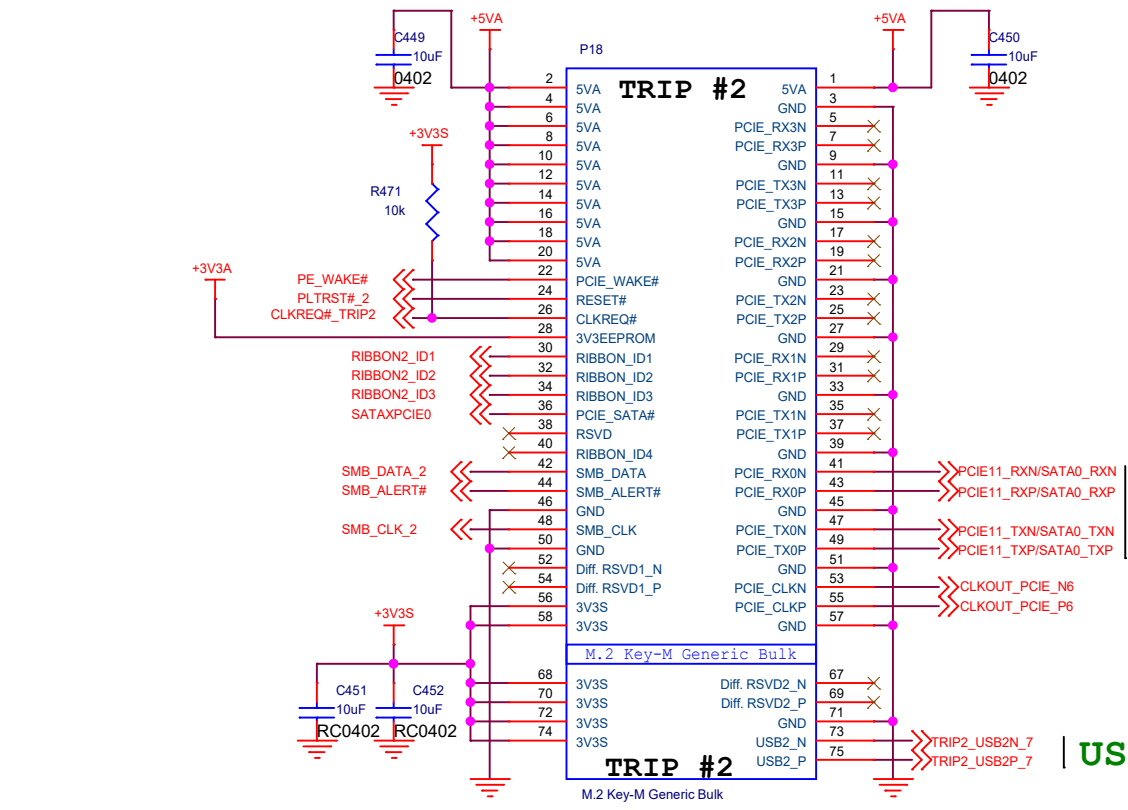 +5VA +5VA
C449 C450
P18
10uF 10uF
0402 0402
TRIP #2
2 5VA 5VA 1
4 5VA GND 3
6 5VA PCIE_RX3N 5
8 5VA PCIE_RX3P 7
10 5VA GND 9
12 5VA PCIE_TX3N 11
14 5VA PCIE_TX3P 13
16 5VA GND 15
18 5VA PCIE_RX2N 17
20 5VA PCIE_RX2P 19
+3V3S
R471
10k
+3V3A
PE_WAKE# 22 PCIE_WAKE# GND 21
PLTRST#_2 24 RESET# PCIE_TX2N 23
CLKREQ#_TRIP2 26 CLKREQ# PCIE_TX2P 25
28 3V3EEPROM GND 27
RIBBON2_ID1 30 RIBBON_ID1 PCIE_RX1N 29
RIBBON2_ID2 32 RIBBON_ID2 PCIE_RX1P 31
RIBBON2_ID3 34 RIBBON_ID3 GND 33
SATAXPCIE0 36 PCIE_SATA# PCIE_TX1N 35
38 RSVD PCIE_TX1P 37
40 RIBBON_ID4 GND 39
SMB_DATA_2 42 SMB_DATA PCIE_RX0N 41 PCIE11_RXN/SATA0_RXN
SMB_ALERT# 44 SMB_ALERT# PCIE_RX0P 43 PCIE11_RXP/SATA0_RXP
46 GND GND 45
SMB_CLK_2 48 SMB_CLK PCIE_TX0N 47 PCIE11_TXN/SATA0_TXN
50 GND PCIE_TX0P 49 PCIE11_TXP/SATA0_TXP
52 Diff. RSVD1_N GND 51
54 Diff. RSVD1_P PCIE_CLKN 53 CLKOUT_PCIE_N6
56 3V3S PCIE_CLKP 55 CLKOUT_PCIE_P6
58 3V3S GND 57
+3V3S
M.2 Key-M Generic Bulk
68 3V3S Diff. RSVD2_N 67
70 3V3S Diff. RSVD2_P 69
72 3V3S GND 71
74 3V3S USB2_N 73 TRIP2_USB2N_7
USB2_P 75 TRIP2_USB2P_7
US
C451 C452
10uF 10uF
RC0402 RC0402
TRIP #2
M.2 Key-M Generic Bulk